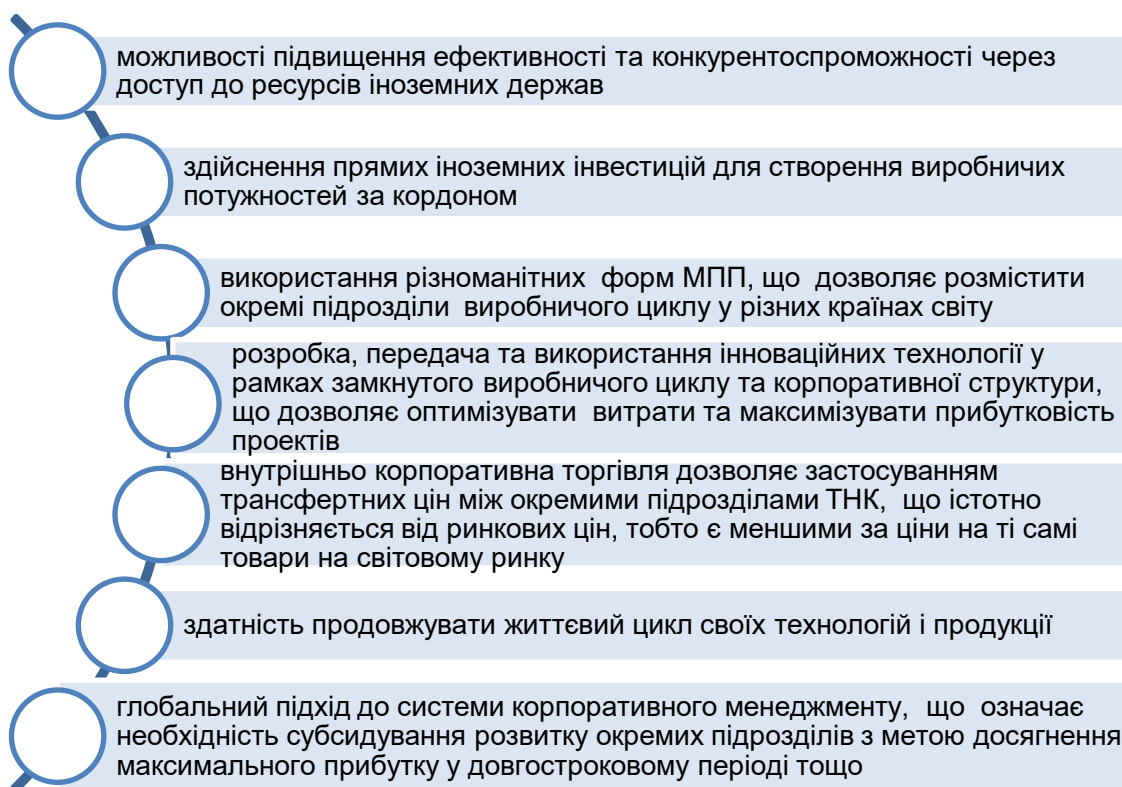 можливості підвищення ефективності та конкурентоспроможності через
доступ до ресурсів іноземних держав
здійснення прямих іноземних інвестицій для створення виробничих
потужностей за кордоном
використання різноманітних форм МПП, що дозволяє розмістити
окремі підрозділи виробничого циклу у різних країнах світу
розробка, передача та використання інноваційних технології у
рамках замкнутого виробничого циклу та корпоративної структури,
що дозволяє оптимізувати витрати та максимізувати прибутковість
проектів
внутрішньо корпоративна торгівля дозволяє застосуванням
трансфертних цін між окремими підрозділами ТНК, що істотно
відрізняється від ринкових цін, тобто є меншими за ціни на ті самі
товари на світовому ринку
здатність продовжувати життєвий цикл своїх технологій і продукції
глобальний підхід до системи корпоративного менеджменту, що означає
необхідність субсидування розвитку окремих підрозділів з метою досягнення
максимального прибутку у довгостроковому періоді тощо